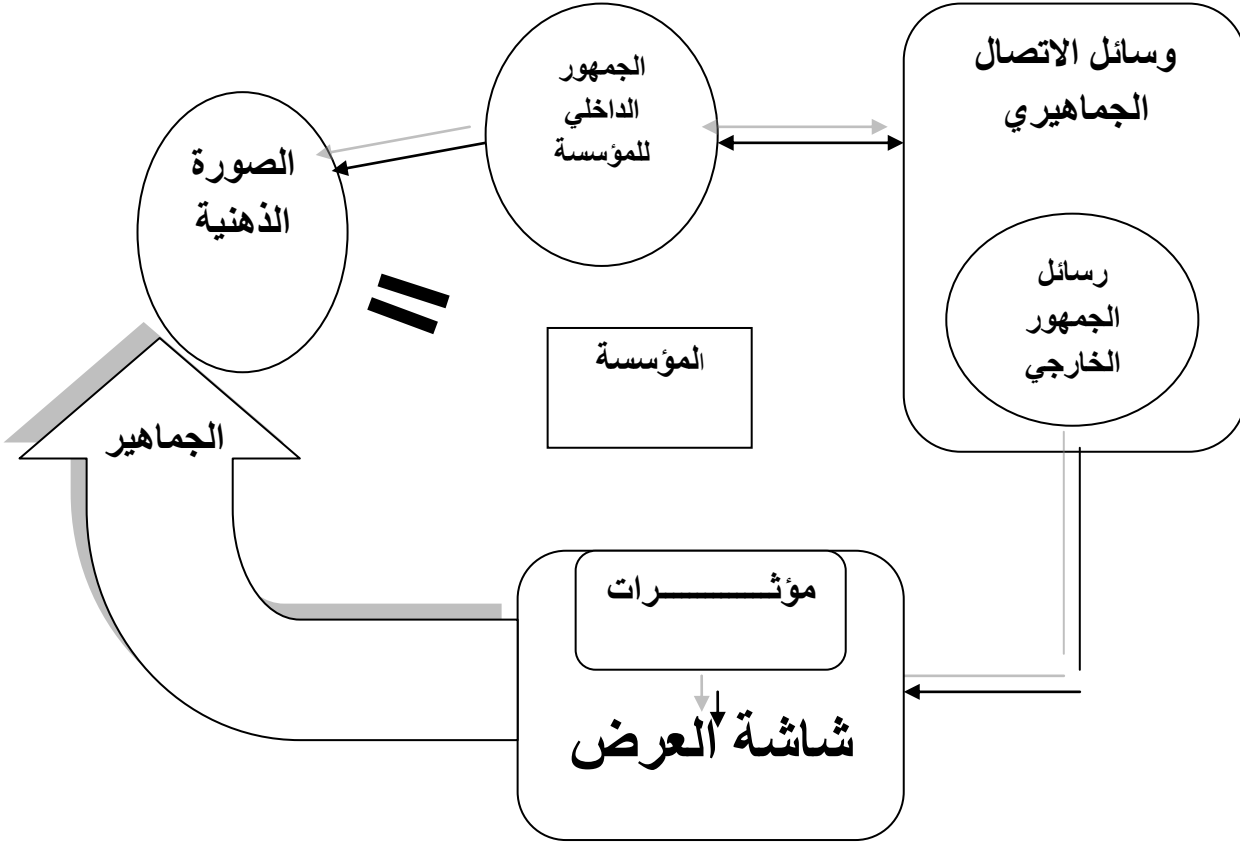 وسائل الاتصال
الجماهيري
رسائل
الجمهور
الخارجي
الجمهور
الداخلي
للمؤسسة
الصورة
الذهنية
المؤسسة
الجماهير
مؤثـــــــــــرات
شاشة العرض